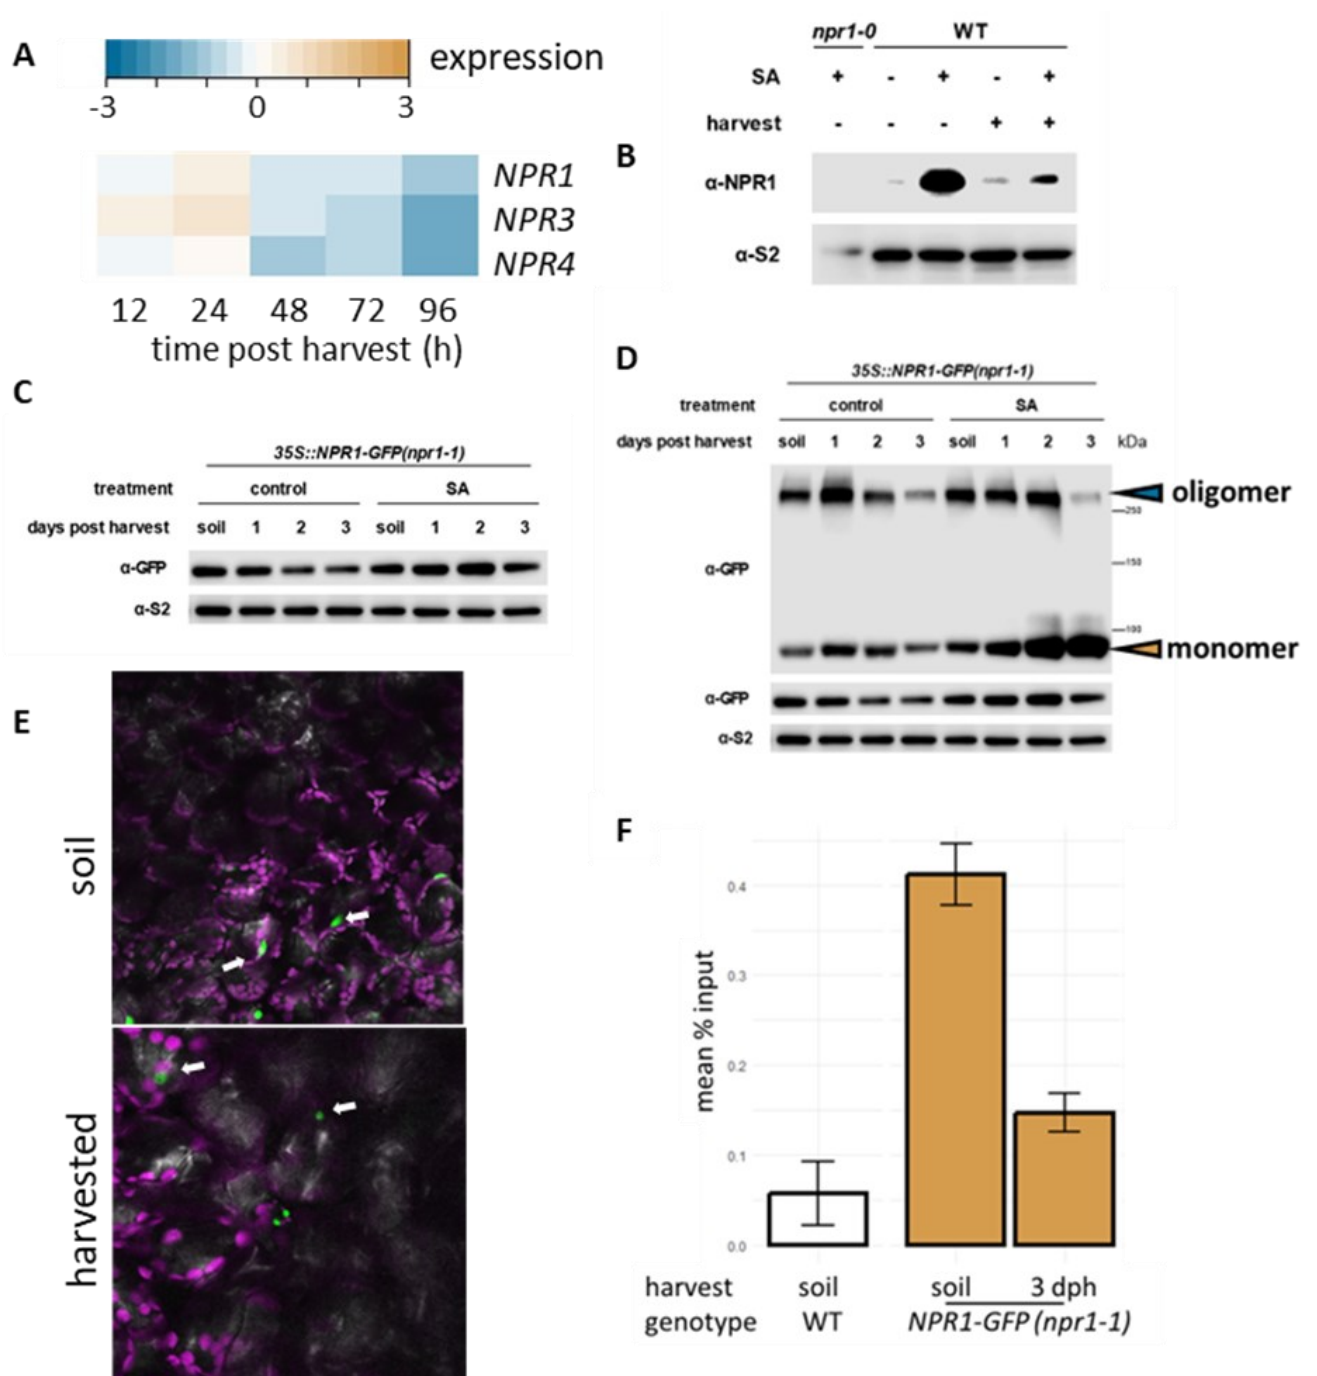 A
expression
-3 0 3
NPR1
NPR3
NPR4
12 24 48 72 96
time post harvest (h)
B
npr1-0 WT
SA + - + - +
harvest - - - + +
α-NPR1
α-S2
C
35S::NPR1-GFP(npr1-1)
treatment control SA
days post harvest soil 1 2 3 soil 1 2 3
α-GFP
α-S2
D
35S::NPR1-GFP(npr1-1)
treatment control SA
days post harvest soil 1 2 3 soil 1 2 3 kDa
oligomer
250
α-GFP
150
100
monomer
α-GFP
α-S2
E
soil
harvested
F
mean % input
0.4
0.3
0.2
0.1
0.0
harvest soil soil 3 dph
genotype WT NPR1-GFP (npr1-1)